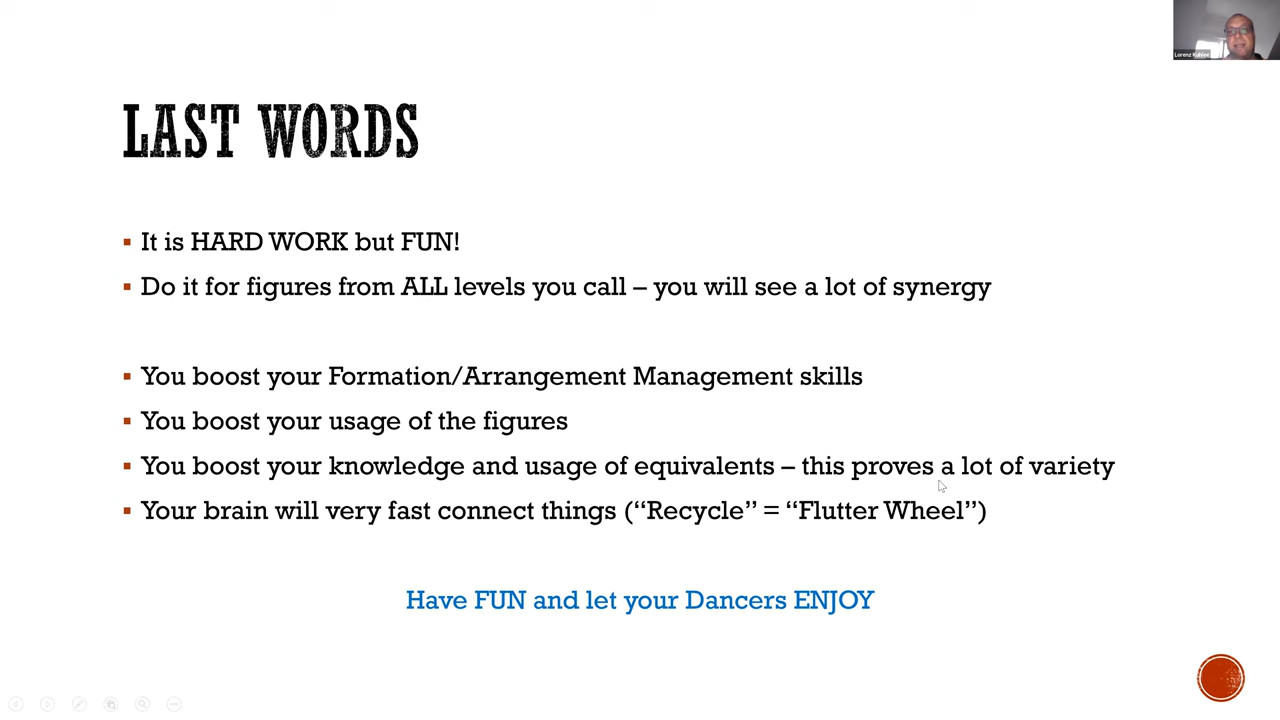 Lorenz Kuhlee
LAST WORDS
It is HARD WORK but FUN!
Do it for figures from ALL levels you call – you will see a lot of synergy
You boost your Formation/Arrangement Management skills
You boost your usage of the figures
You boost your knowledge and usage of equivalents – this proves a lot of variety
Your brain will very fast connect things (“Recycle” = “Flutter Wheel”)
Have FUN and let your Dancers ENJOY